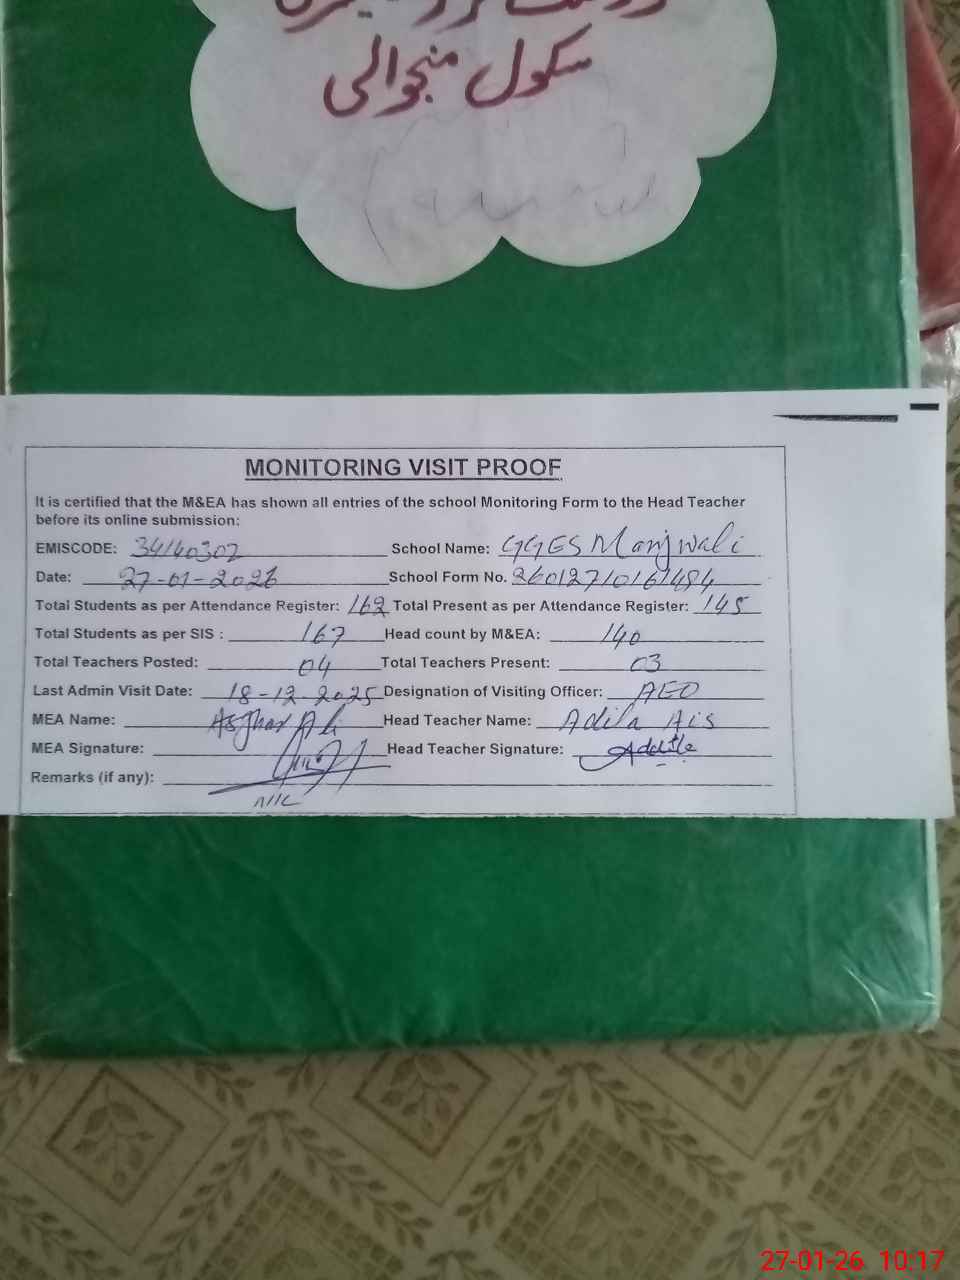 سکول منجوالی
MONITORING VISIT PROOF
It is certified that the M&EA has shown all entries of the school Monitoring Form to the Head Teacher
before its online submission:
EMISCODE: 34140302 School Name: GGES Manjwali
Date: 27-01-2026 School Form No. 26012710161484
Total Students as per Attendance Register: 162 Total Present as per Attendance Register: 145
Total Students as per SIS : 167 Head count by M&EA: 140
Total Teachers Posted: 04 Total Teachers Present: 03
Last Admin Visit Date: 18-12-2025 Designation of Visiting Officer: AEO
MEA Name: Asghar Ali Head Teacher Name: Adila Ais
MEA Signature: Head Teacher Signature:
Remarks (if any):
27-01-26 10:17